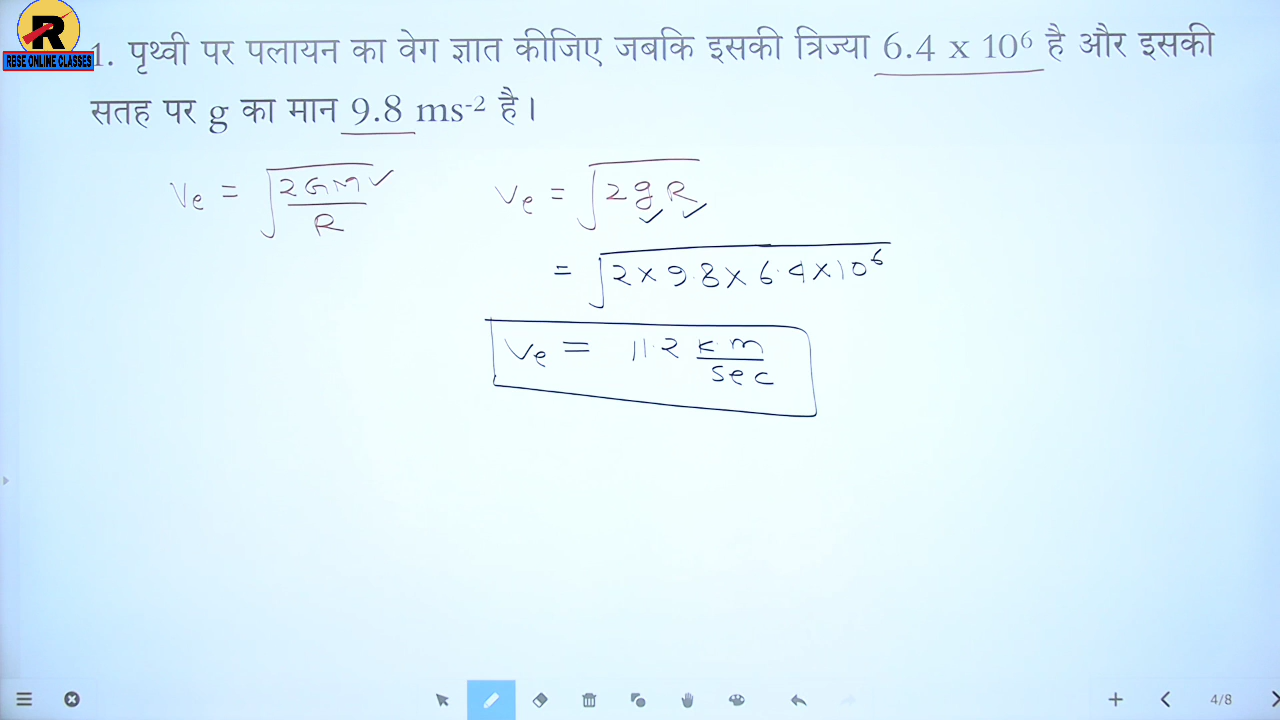 R
RBSE ONLINE CLASSES
1. पृथ्वी पर पलायन का वेग ज्ञात कीजिए जबकि इसकी त्रिज्या 6.4 x 10⁶ है और इसकी
सतह पर g का मान 9.8 ms⁻² है।
Ve = √(2GM/R)
Ve = √(2gR)
= √(2×9.8×6.4×10⁶)
Ve = 11.2 km/sec
4/8